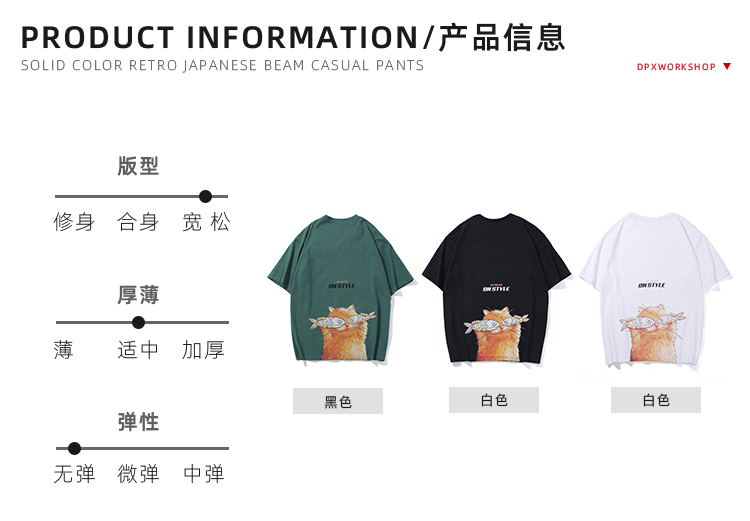 PRODUCT INFORMATION/产品信息
SOLID COLOR RETRO JAPANESE BEAM CASUAL PANTS
DPXWORKSHOP
版型
修身 合身 宽 松
厚薄
薄 适中 加厚
弹性
无弹 微弹 中弹
OH STYLE
OH STYLE
OH STYLE
黑色
白色
白色